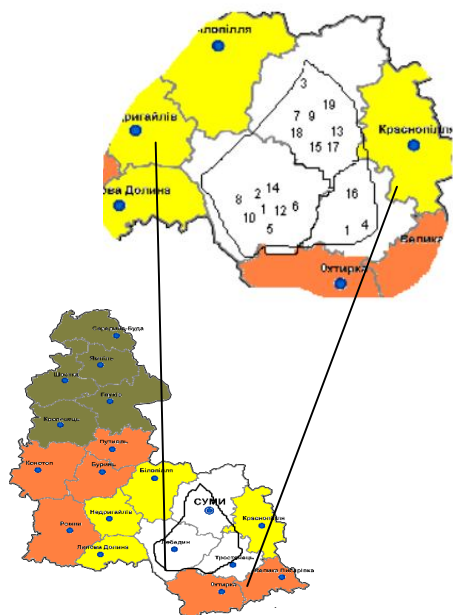 лопілля
3
19
7 9
Краснопілля
ригайлів
18
13
15 17
ова Долина
8
2 14
16
10 1 12 6
5
1 4
Велика
Охтирка
Середина-Буда
Ямпіль
Шостка
Глухів
Кролевець
Путивль
Конотоп
Буринь
Білопілля
СУМИ
Недригайлів
Краснопілля
Ромни
Лебедин
Липова Долина
Тростянець
Велика Писарівка
Охтирка